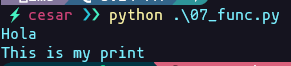 cesar ❯❯ python .\07_func.py
Hola
This is my print